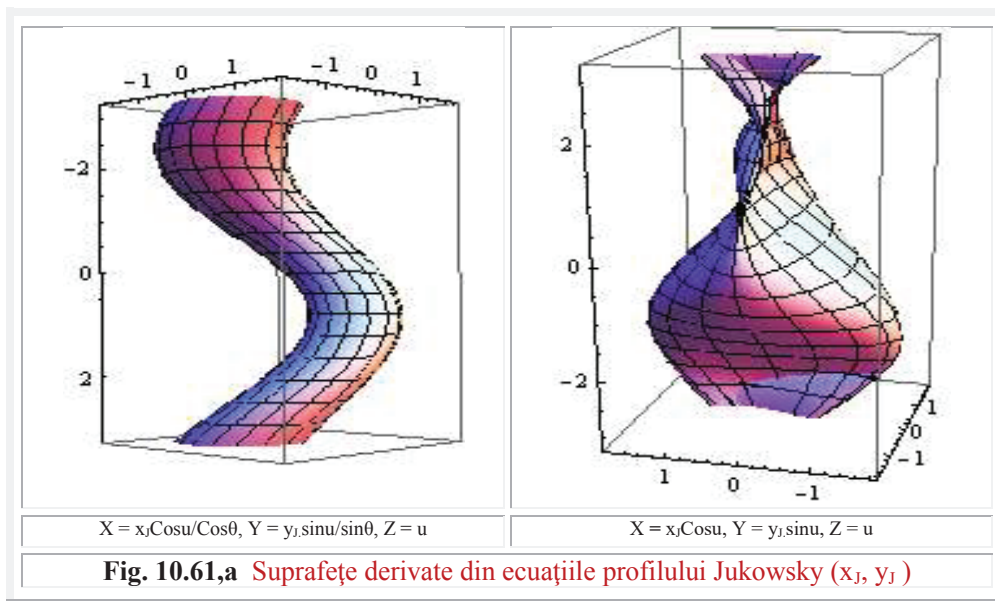 −1 0 1 −1 0 1
−2
0
2
2
0
−2
1 0 −1
1
0
−1
X = xJCosu/Cosθ, Y = yJ.sinu/sinθ, Z = u
X = xJCosu, Y = yJ.sinu, Z = u
Fig. 10.61,a Suprafeţe derivate din ecuaţiile profilului Jukowsky (xJ, yJ )